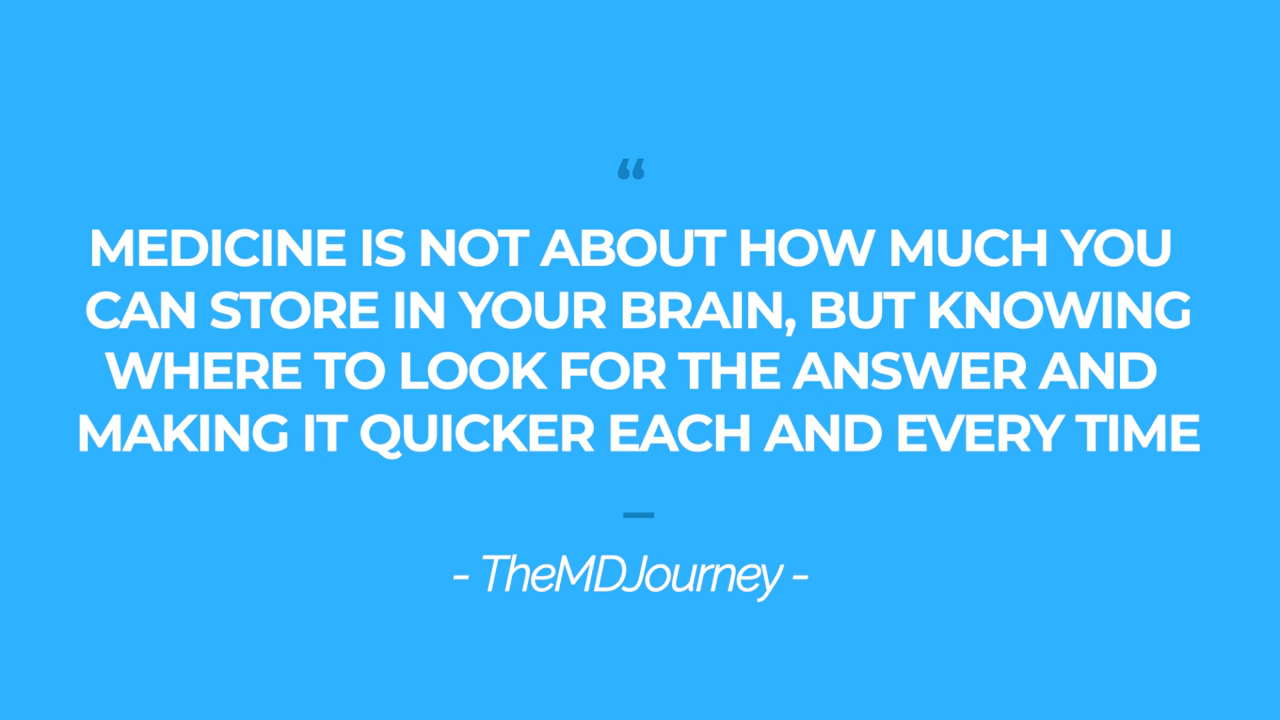 “
MEDICINE IS NOT ABOUT HOW MUCH YOU
CAN STORE IN YOUR BRAIN, BUT KNOWING
WHERE TO LOOK FOR THE ANSWER AND
MAKING IT QUICKER EACH AND EVERY TIME
- TheMDJourney -